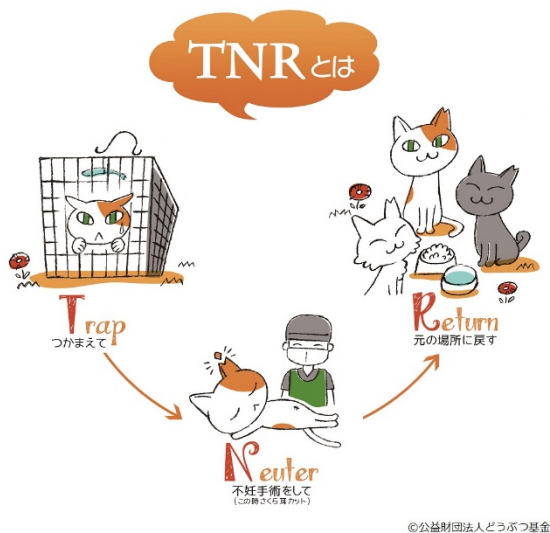 TNRとは
Trap
つかまえて
Neuter
不妊手術をして
(この時さくら耳カット)
Return
元の場所に戻す
©公益財団法人どうぶつ基金